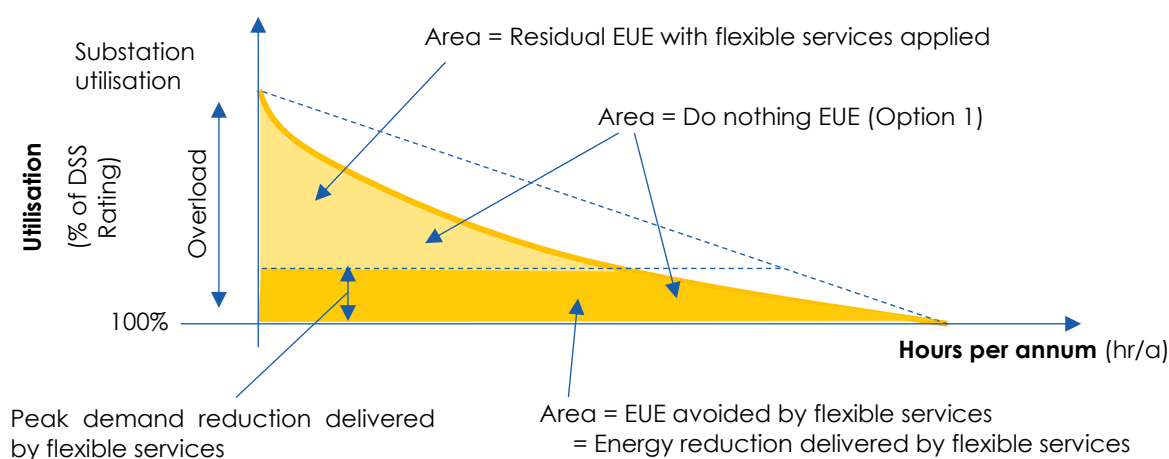 Area = Residual EUE with flexible services applied
Substation
utilisation
Area = Do nothing EUE (Option 1)
Utilisation
(% of DSS
Rating)
Overload
100%
Hours per annum (hr/a)
Peak demand reduction delivered
by flexible services
Area = EUE avoided by flexible services
= Energy reduction delivered by flexible services